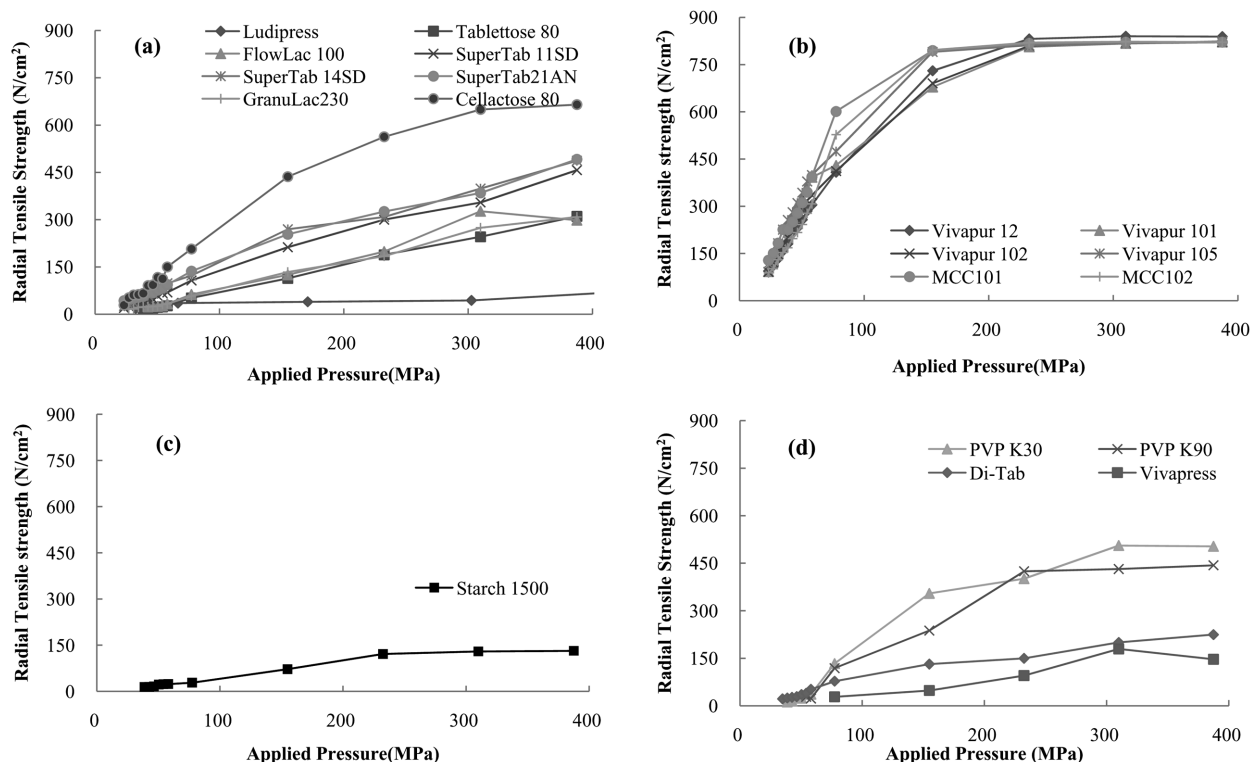 (a)
Ludipress
Tablettose 80
FlowLac 100
SuperTab 11SD
SuperTab 14SD
SuperTab21AN
GranuLac230
Cellactose 80
Radial Tensile Strength (N/cm²)
900
750
600
450
300
150
0
0 100 200 300 400
Applied Pressure(MPa)
(b)
Radial Tensile strength (N/cm²)
900
750
600
450
300
150
0
Vivapur 12
Vivapur 101
Vivapur 102
Vivapur 105
MCC101
MCC102
0 100 200 300 400
Applied Pressure(MPa)
(c)
Radial Tensile strength (N/cm²)
900
750
600
450
300
150
0
Starch 1500
0 100 200 300 400
Applied Pressure(MPa)
(d)
PVP K30
PVP K90
Di-Tab
Vivapress
Radial Tensile Strength (N/cm²)
900
750
600
450
300
150
0
0 100 200 300 400
Applied Pressure (MPa)